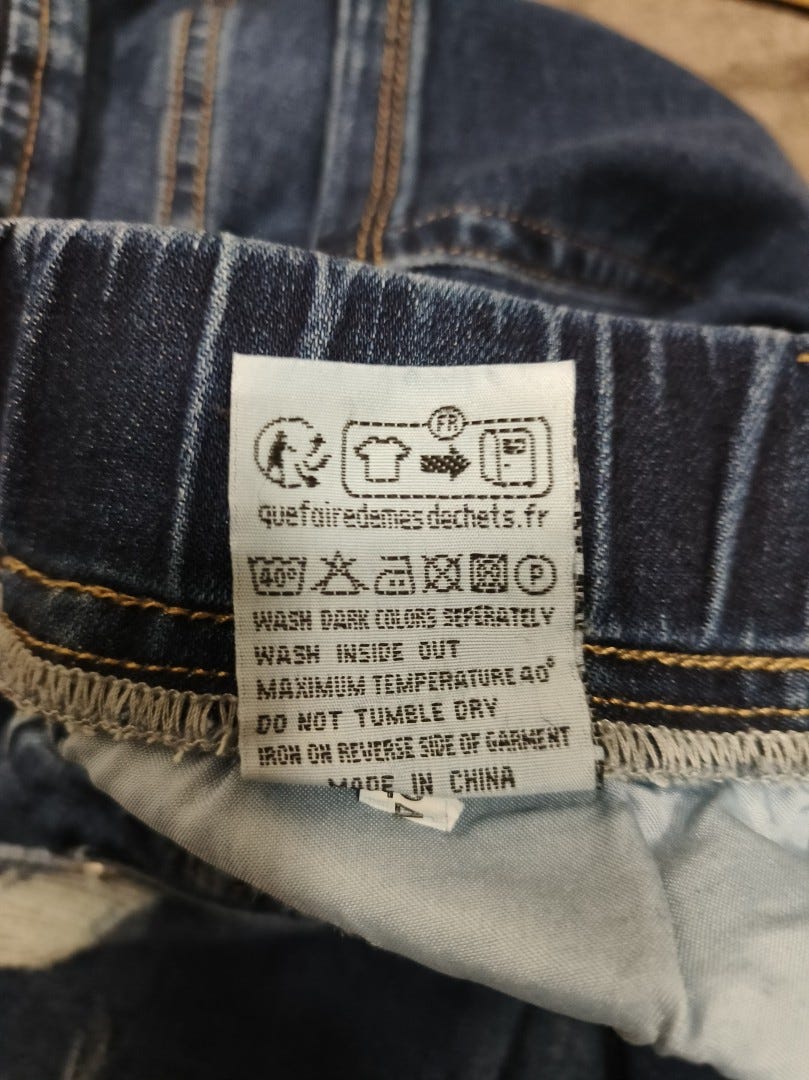 FR
quefairedemesdechets.fr
40° P
WASH DARK COLORS SEPERATELY
WASH INSIDE OUT
MAXIMUM TEMPERATURE 40°
DO NOT TUMBLE DRY
IRON ON REVERSE SIDE OF GARMENT
MADE IN CHINA